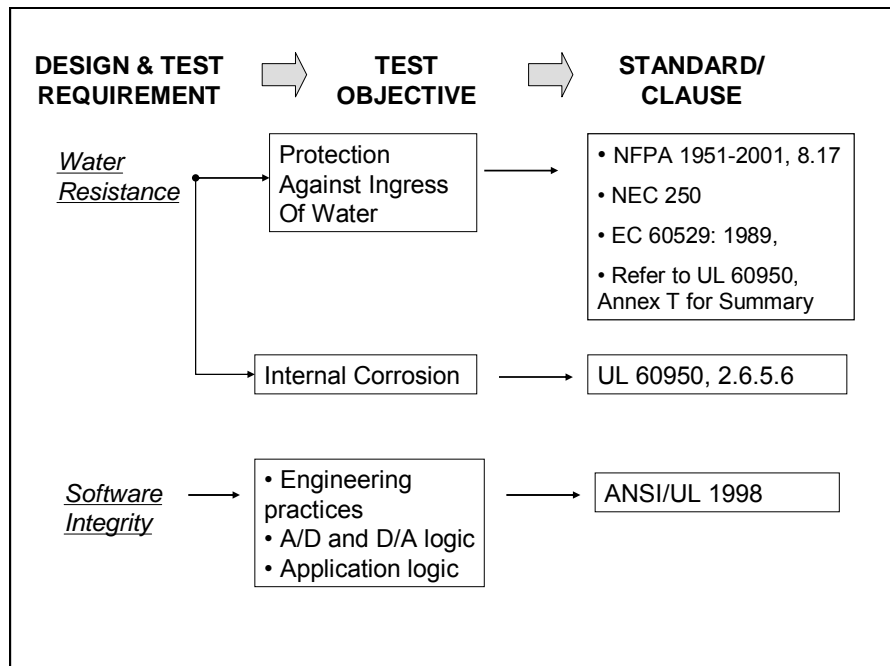 DESIGN & TEST
REQUIREMENT
TEST
OBJECTIVE
STANDARD/
CLAUSE
Water
Resistance
Protection
Against Ingress
Of Water
• NFPA 1951-2001, 8.17
• NEC 250
• EC 60529: 1989,
• Refer to UL 60950,
Annex T for Summary
Internal Corrosion
UL 60950, 2.6.5.6
Software
Integrity
• Engineering
practices
• A/D and D/A logic
• Application logic
ANSI/UL 1998